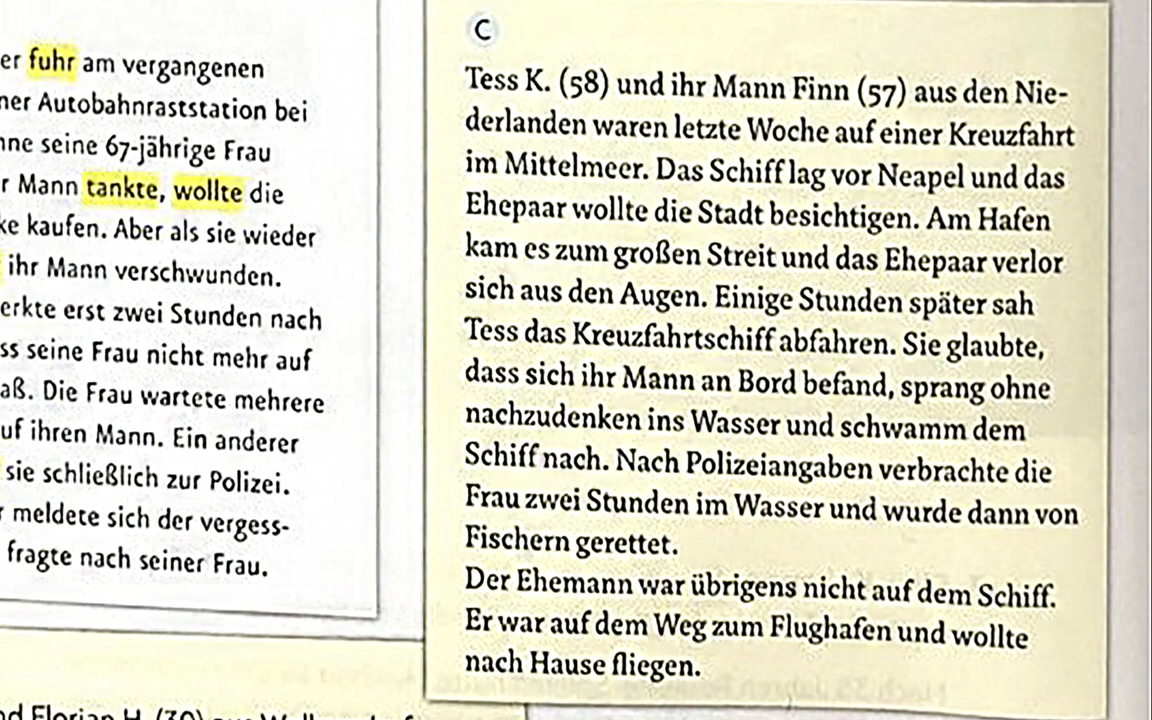 er fuhr am vergangenen
ner Autobahnraststation bei
nne seine 67-jährige Frau
r Mann tankte, wollte die
ke kaufen. Aber als sie wieder
ihr Mann verschwunden.
erkte erst zwei Stunden nach
ss seine Frau nicht mehr auf
aß. Die Frau wartete mehrere
uf ihren Mann. Ein anderer
sie schließlich zur Polizei.
r meldete sich der vergess-
fragte nach seiner Frau.
C
Tess K. (58) und ihr Mann Finn (57) aus den Nie-
derlanden waren letzte Woche auf einer Kreuzfahrt
im Mittelmeer. Das Schiff lag vor Neapel und das
Ehepaar wollte die Stadt besichtigen. Am Hafen
kam es zum großen Streit und das Ehepaar verlor
sich aus den Augen. Einige Stunden später sah
Tess das Kreuzfahrtschiff abfahren. Sie glaubte,
dass sich ihr Mann an Bord befand, sprang ohne
nachzudenken ins Wasser und schwamm dem
Schiff nach. Nach Polizeiangaben verbrachte die
Frau zwei Stunden im Wasser und wurde dann von
Fischern gerettet.
Der Ehemann war übrigens nicht auf dem Schiff.
Er war auf dem Weg zum Flughafen und wollte
nach Hause fliegen.
nd Florian H. (30) aus